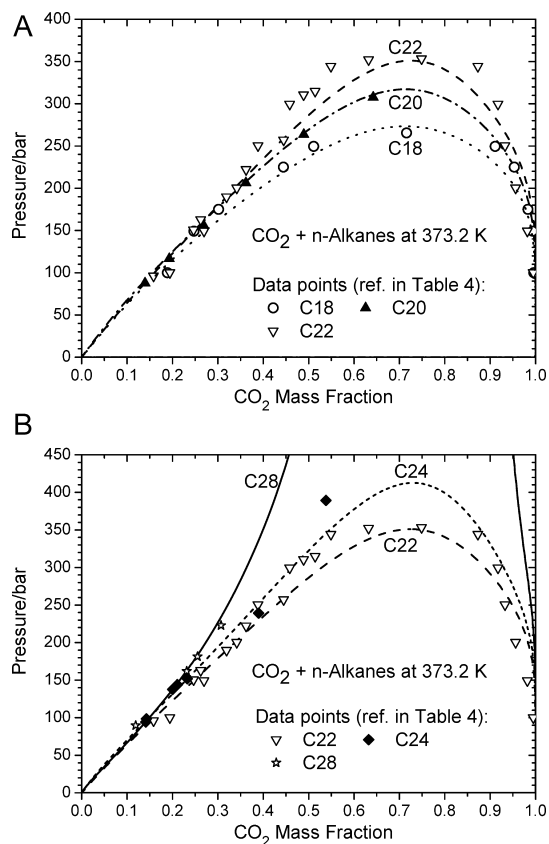 A
400
350
300
250
200
150
100
50
0
Pressure/bar
C22
C20
C18
CO2 + n-Alkanes at 373.2 K
Data points (ref. in Table 4):
C18
C20
C22
0.0 0.1 0.2 0.3 0.4 0.5 0.6 0.7 0.8 0.9 1.0
CO2 Mass Fraction
B
450
400
350
300
250
200
150
100
50
0
Pressure/bar
C28
C24
C22
CO2 + n-Alkanes at 373.2 K
Data points (ref. in Table 4):
C22
C24
C28
0.0 0.1 0.2 0.3 0.4 0.5 0.6 0.7 0.8 0.9 1.0
CO2 Mass Fraction